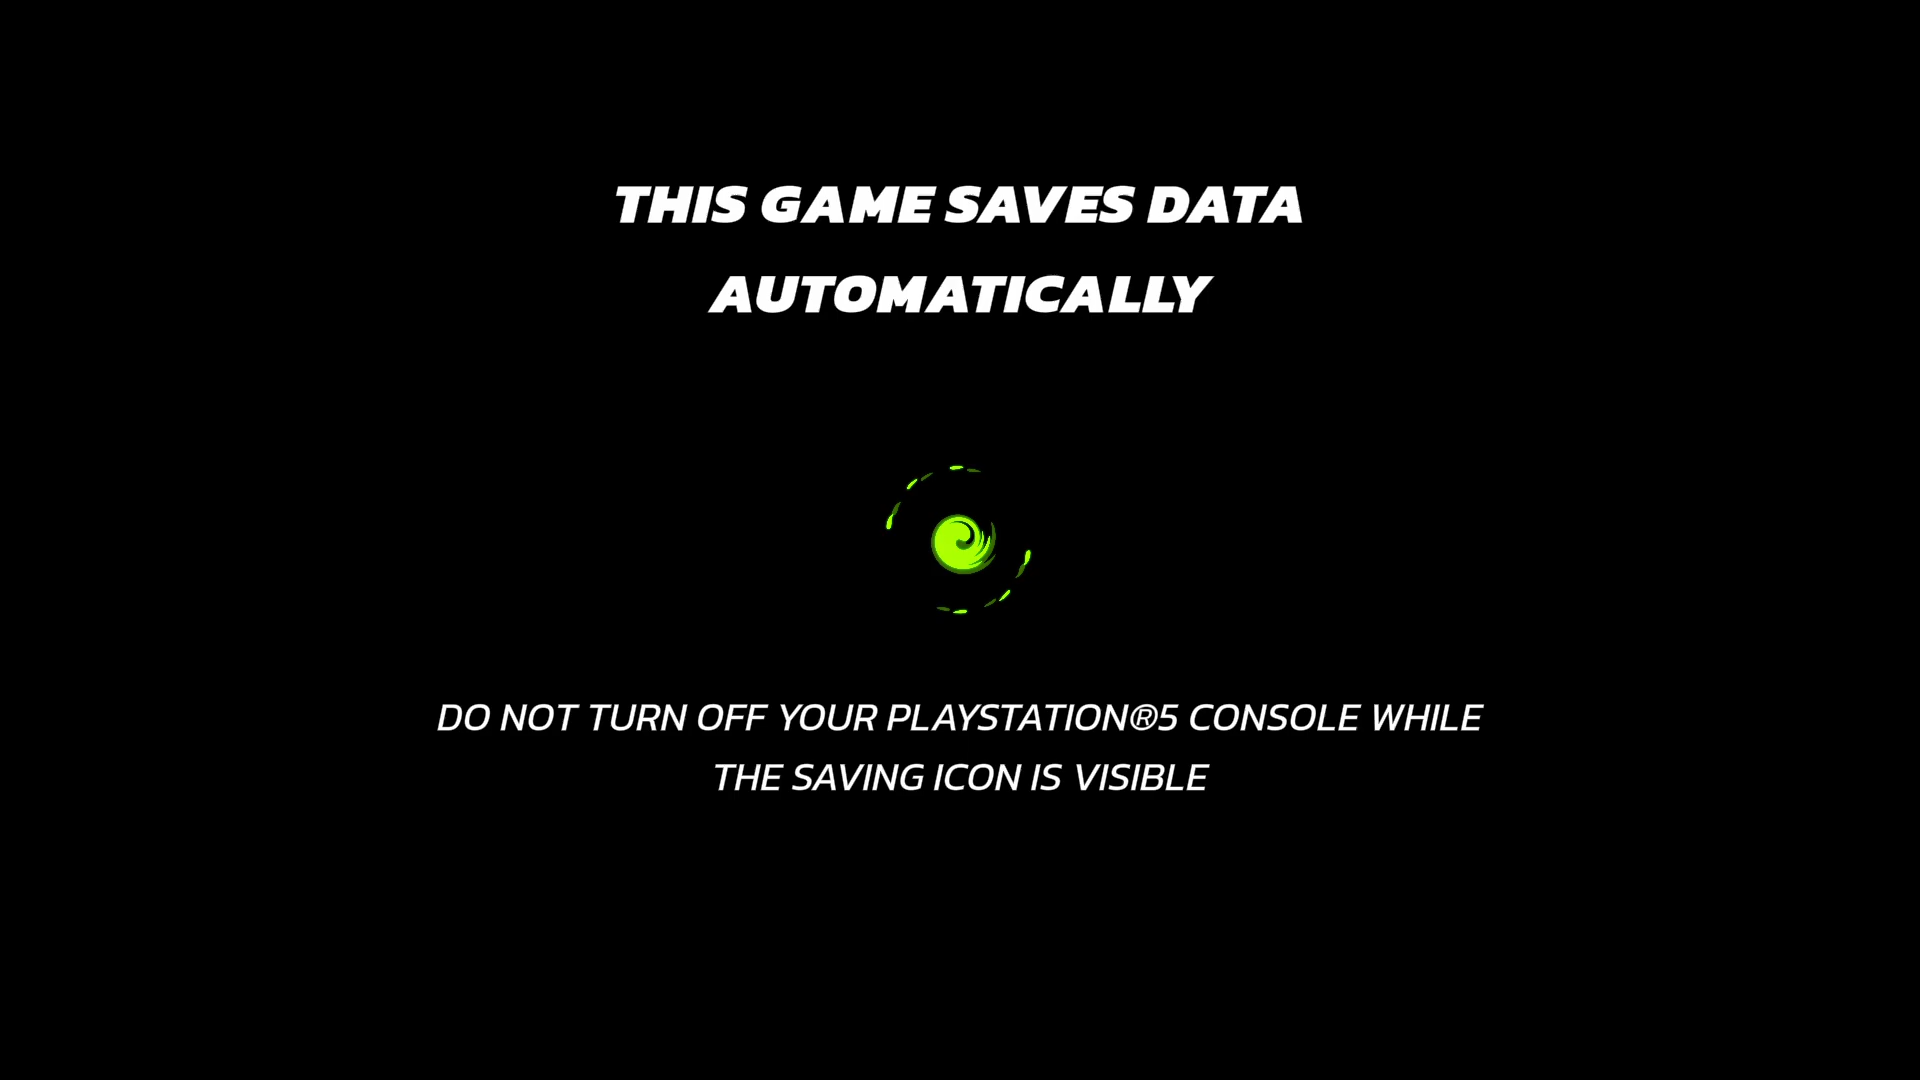 THIS GAME SAVES DATA
AUTOMATICALLY
DO NOT TURN OFF YOUR PLAYSTATION®5 CONSOLE WHILE
THE SAVING ICON IS VISIBLE